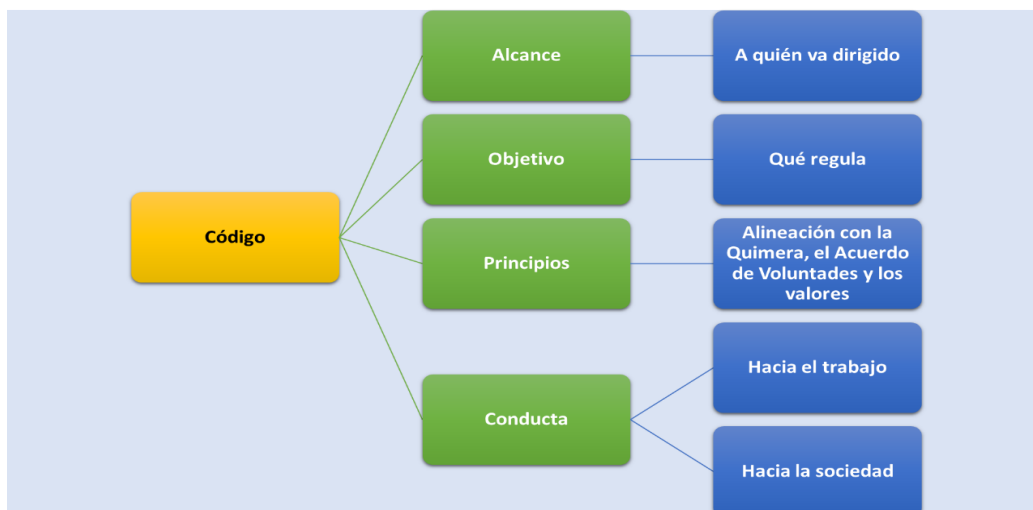 Código
Alcance
A quién va dirigido
Objetivo
Qué regula
Principios
Alineación con la
Quimera, el Acuerdo
de Voluntades y los
valores
Conducta
Hacia el trabajo
Hacia la sociedad